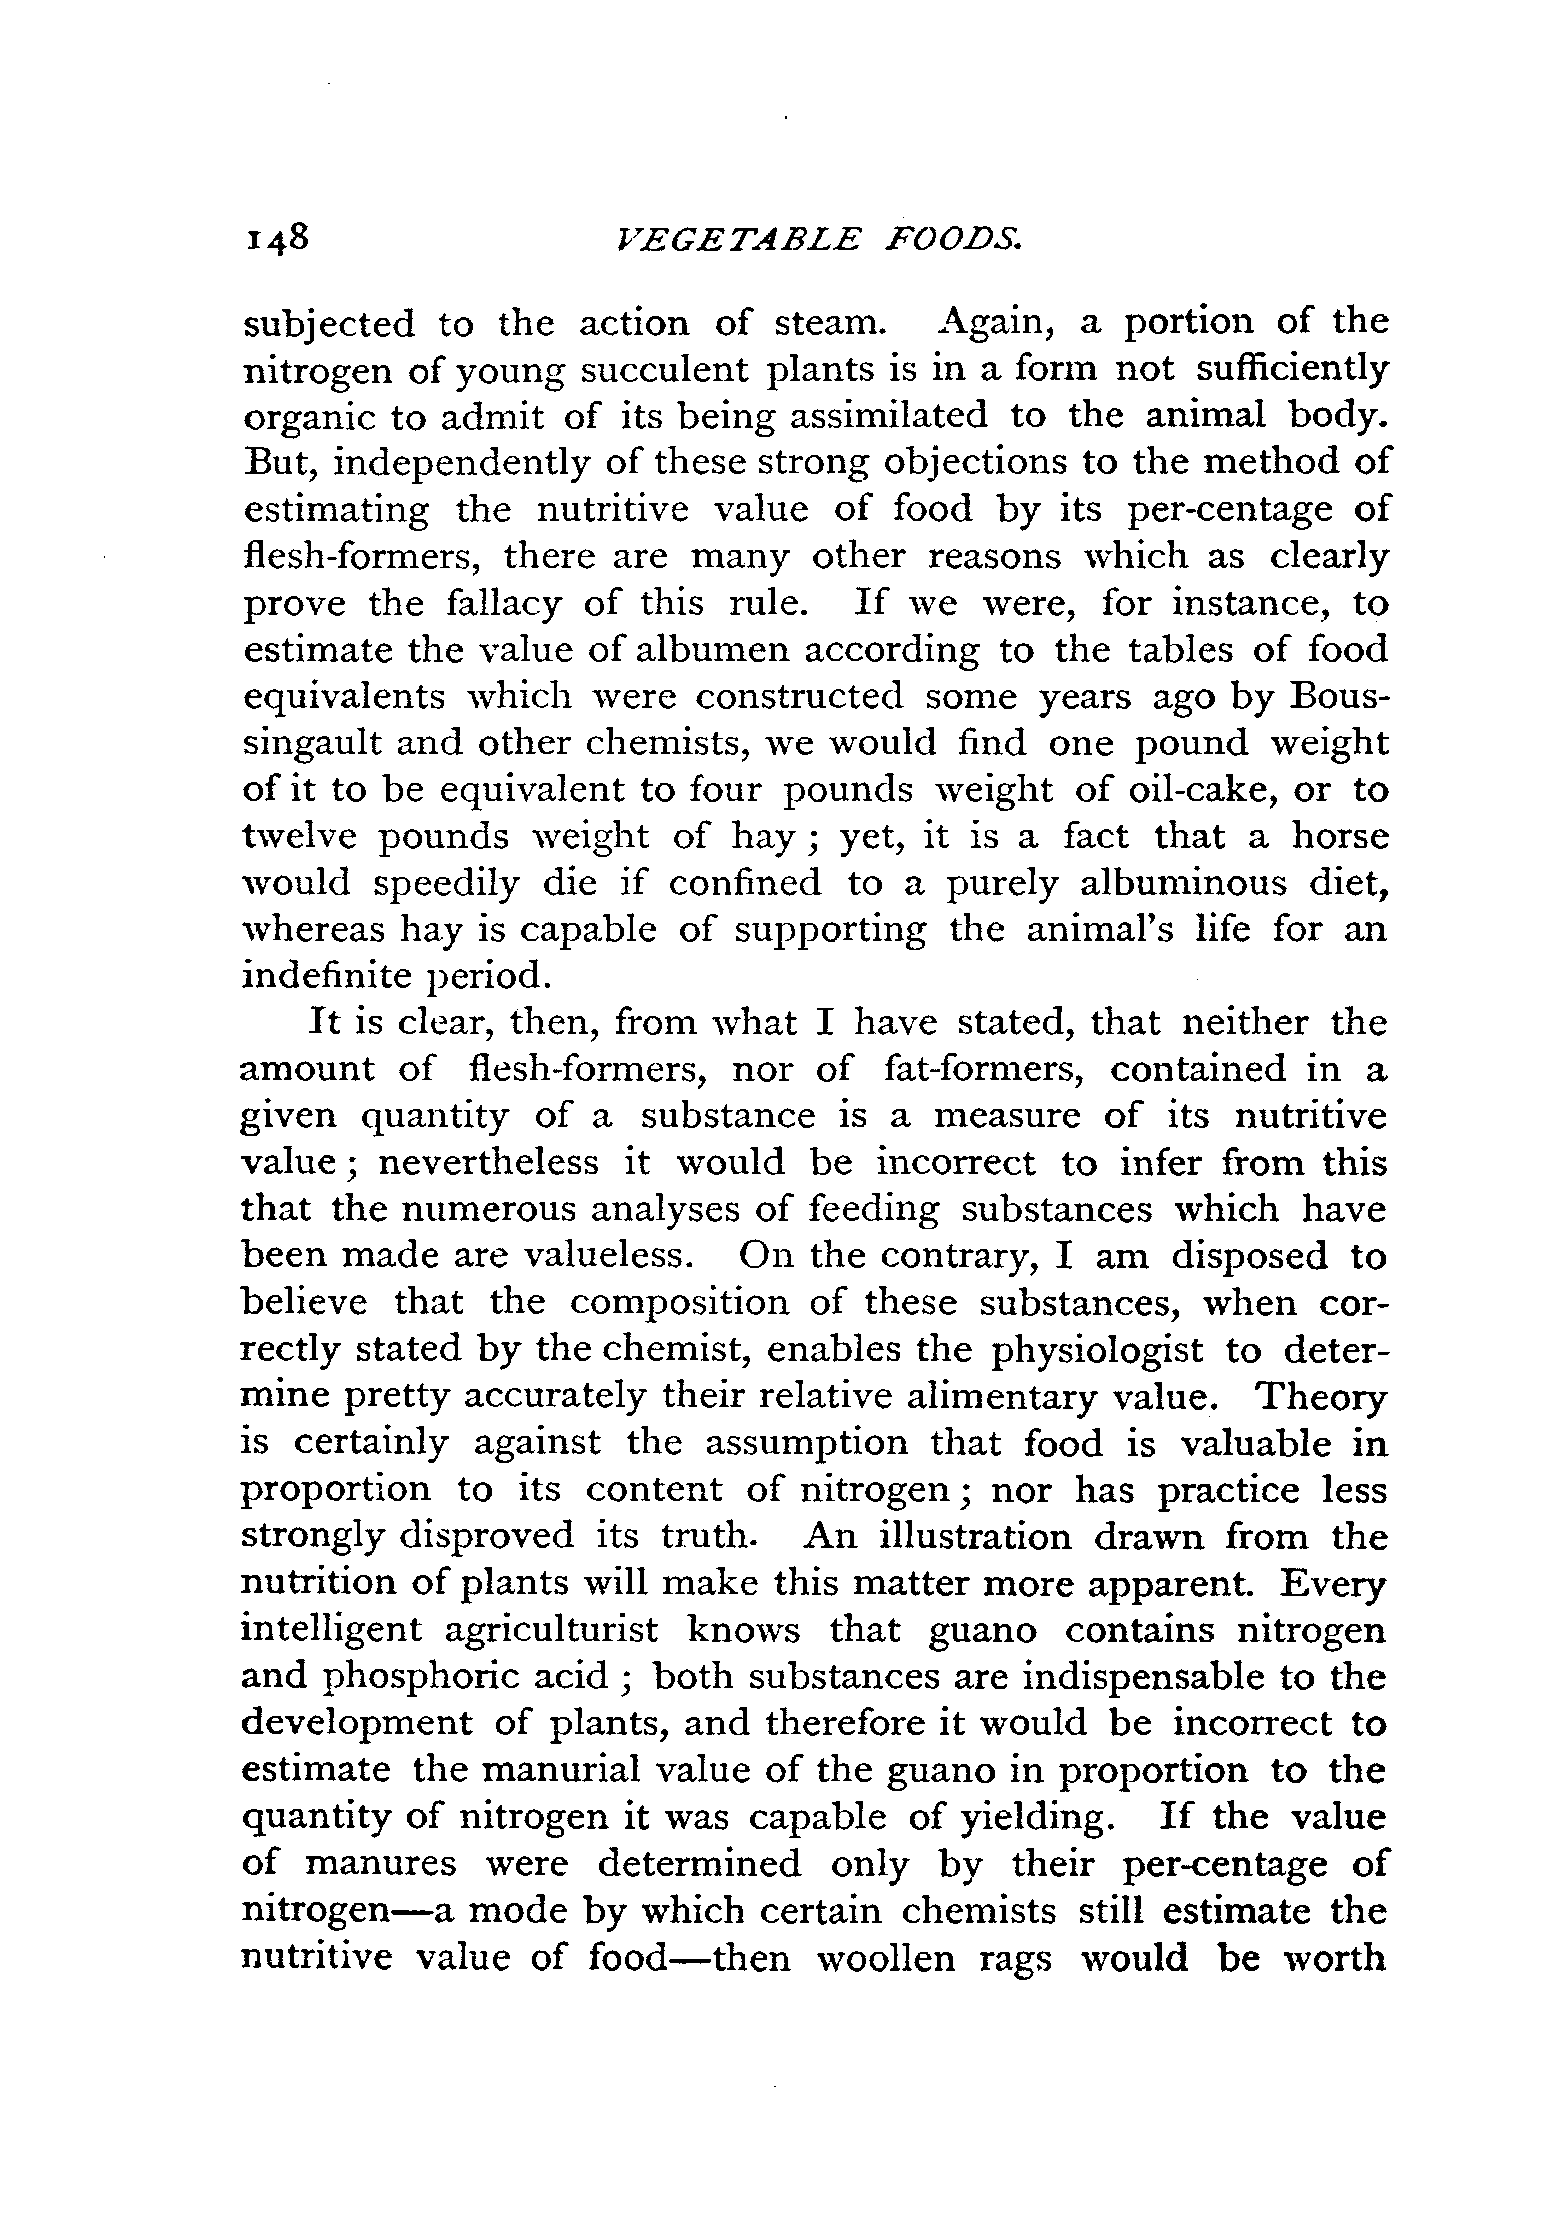 148 VEGETABLE FOODS.
subjected to the action of steam. Again, a portion of the
nitrogen of young succulent plants is in a form not sufficiently
organic to admit of its being assimilated to the animal body.
But, independently of these strong objections to the method of
estimating the nutritive value of food by its per-centage of
flesh-formers, there are many other reasons which as clearly
prove the fallacy of this rule. If we were, for instance, to
estimate the value of albumen according to the tables of food
equivalents which were constructed some years ago by Bous-
singault and other chemists, we would find one pound weight
of it to be equivalent to four pounds weight of oil-cake, or to
twelve pounds weight of hay ; yet, it is a fact that a horse
would speedily die if confined to a purely albuminous diet,
whereas hay is capable of supporting the animal's life for an
indefinite period.
It is clear, then, from what I have stated, that neither the
amount of flesh-formers, nor of fat-formers, contained in a
given quantity of a substance is a measure of its nutritive
value ; nevertheless it would be incorrect to infer from this
that the numerous analyses of feeding substances which have
been made are valueless. On the contrary, I am disposed to
believe that the composition of these substances, when cor-
rectly stated by the chemist, enables the physiologist to deter-
mine pretty accurately their relative alimentary value. Theory
is certainly against the assumption that food is valuable in
proportion to its content of nitrogen ; nor has practice less
strongly disproved its truth. An illustration drawn from the
nutrition of plants will make this matter more apparent. Every
intelligent agriculturist knows that guano contains nitrogen
and phosphoric acid ; both substances are indispensable to the
development of plants, and therefore it would be incorrect to
estimate the manurial value of the guano in proportion to the
quantity of nitrogen it was capable of yielding. If the value
of manures were determined only by their per-centage of
nitrogen—a mode by which certain chemists still estimate the
nutritive value of food—then woollen rags would be worth